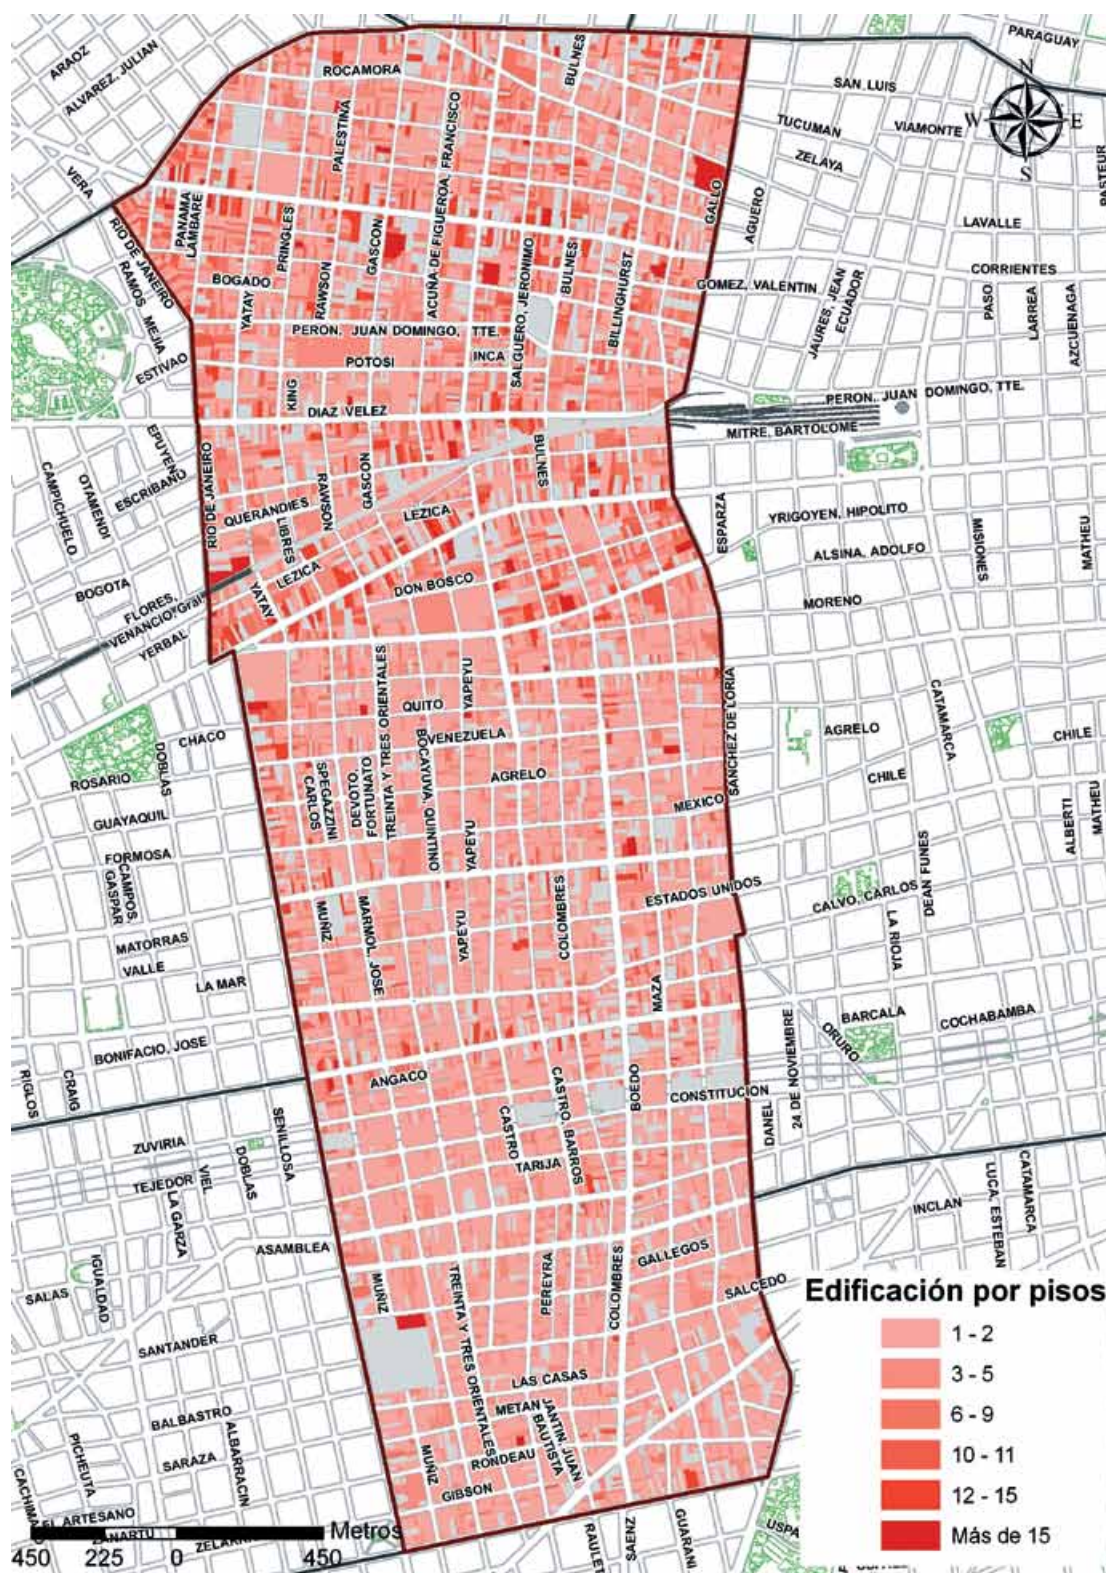 PARAGUAY
ARAOZ
ALVAREZ, JULIAN
ROCAMORA
BULNES
SAN LUIS
N
W
E
S
PALESTINA
ACUÑA DE FIGUEROA, FRANCISCO
TUCUMAN
VIAMONTE
ZELAYA
PASTEUR
VERA
PANAMA
LAMBARE
PRINGLES
GASCON
GALLO
AGUERO
LAVALLE
RIO DE JANEIRO
RAMOS MEJIA
BOGADO
YATAY
RAWSON
SALGUERO, JERONIMO
BULNES
BILLINGHURST
GOMEZ, VALENTIN
JAURES, JEAN
ECUADOR
CORRIENTES
PASO
LARREA
AZCUENAGA
PERON, JUAN DOMINGO, TTE.
ESTIVAO
POTOSI
INCA
KING
DIAZ VELEZ
PERON, JUAN DOMINGO, TTE.
MITRE, BARTOLOME
EPUYEN
ESCRIBANO
OTAMENDI
CAMPICHUELO
RIO DE JANEIRO
QUERANDIES
LIBRES
RAWSON
GASCON
LEZICA
BULNES
ESPARZA
YRIGOYEN, HIPOLITO
ALSINA, ADOLFO
MISIONES
MATHEU
BOGOTA
LEZICA
YATAY
DON BOSCO
MORENO
FLORES,
VENANCIO, Gral
YERBAL
CHACO
DOBLAS
ROSARIO
QUITO
YAPEYU
VENEZUELA
TREINTA Y TRES ORIENTALES
BOCAYUVA, QUINTINO
AGRELO
SANCHEZ DE LORIA
MEXICO
AGRELO
CATAMARCA
CHILE
CHILE
SPEGAZZINI
CARLOS
DEVOTO,
FORTUNATO
GUAYAQUIL
FORMOSA
YAPEYU
ALBERTI
MATHEU
CAMPOS,
GASPAR
MUÑIZ
MARMOL, JOSE
YAPEYU
COLOMBRES
ESTADOS UNIDOS
CALVO, CARLOS
DEAN FUNES
LA RIOJA
MATORRAS
VALLE
LA MAR
MAZA
BARCALA
COCHABAMBA
ORURO
24 DE NOVIEMBRE
BONIFACIO, JOSE
RIGLOS
CRAIG
ANGACO
BOEDO
CONSTITUCION
DANEL
CASTRO
CASTRO, BARROS
TARIJA
SENILLOSA
ZUVIRIA
DOBLAS
VIEL
TEJEDOR
LA GARZA
INCLAN
LUCA, ESTEBAN
CATAMARCA
ASAMBLEA
IGUALDAD
SALAS
MUÑIZ
TREINTA Y TRES ORIENTALES
PEREYRA
COLOMBRES
GALLEGOS
SALCEDO
SANTANDER
LAS CASAS
METAN
JANTIN, JUAN
BAUTISTA
BALBASTRO
ALBARRACIN
PICHEUTA
SARAZA
MUÑIZ
RONDEAU
GIBSON
RAULET
SAENZ
GUARANI
Edificación por pisos
1 - 2
3 - 5
6 - 9
10 - 11
12 - 15
Más de 15
EL ARTESANO
Metros
450 225 0 450